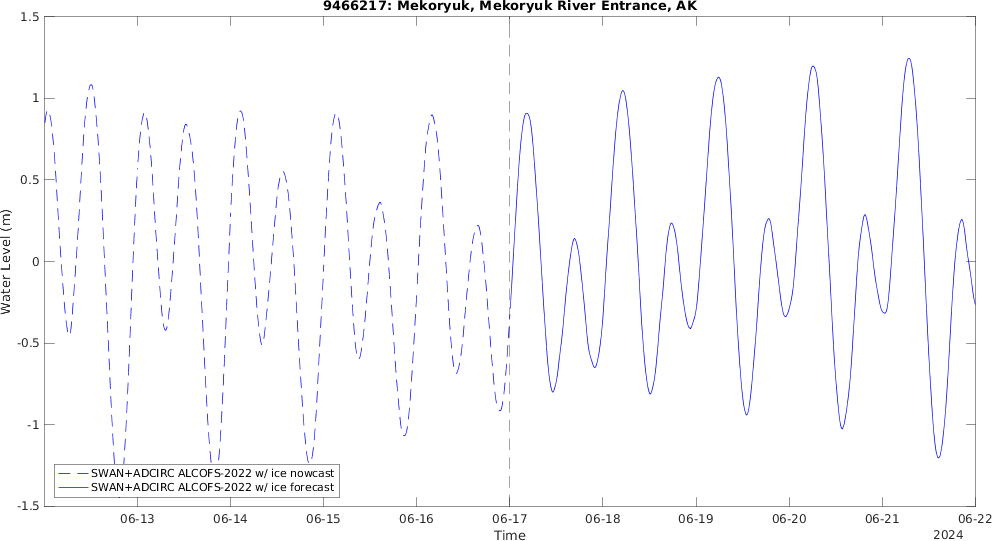 9466217: Mekoryuk, Mekoryuk River Entrance, AK
1.5
1
0.5
0
-0.5
-1
-1.5
Water Level (m)
SWAN+ADCIRC ALCOFS-2022 w/ ice nowcast
SWAN+ADCIRC ALCOFS-2022 w/ ice forecast
06-13 06-14 06-15 06-16 06-17 06-18 06-19 06-20 06-21 06-22
Time
2024